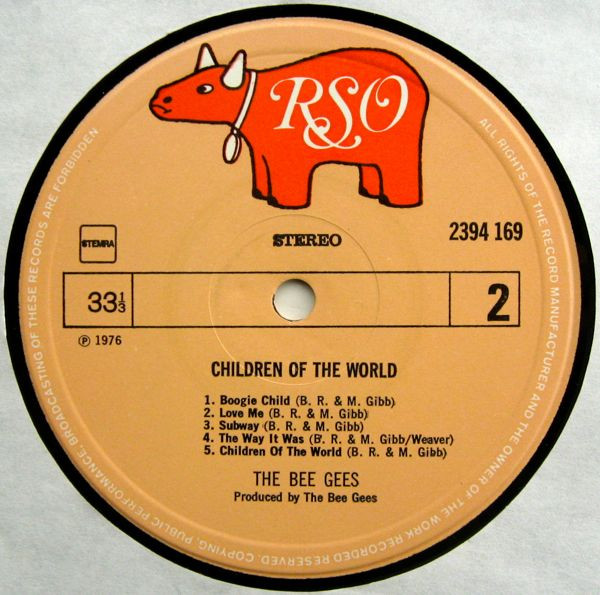 RSO
STEMRA
STEREO
2394 169
33⅓
2
℗ 1976
CHILDREN OF THE WORLD
1. Boogie Child (B. R. & M. Gibb)
2. Love Me (B. R. & M. Gibb)
3. Subway (B. R. & M. Gibb)
4. The Way It Was (B. R. & M. Gibb/Weaver)
5. Children Of The World (B. R. & M. Gibb)
THE BEE GEES
Produced by The Bee Gees
ALL RIGHTS OF THE RECORD MANUFACTURER AND THE OWNER OF THE WORK RECORDED RESERVED. COPYING, PUBLIC PERFORMANCE, BROADCASTING OF THESE RECORDS ARE FORBIDDEN